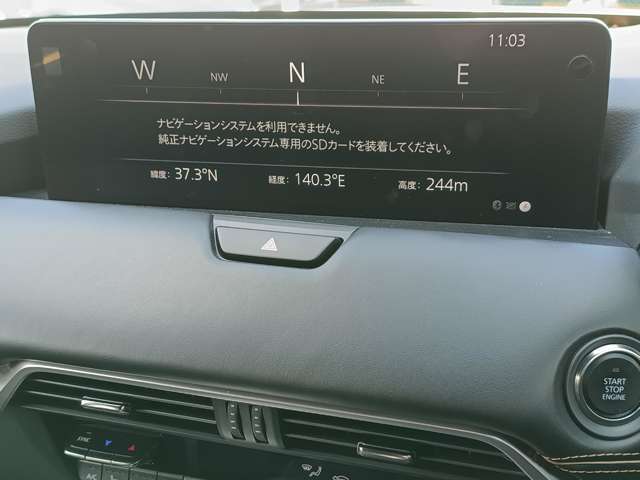 11:03
W NW N NE E
ナビゲーションシステムを利用できません。
純正ナビゲーションシステム専用のSDカードを装着してください。
緯度: 37.3°N 経度: 140.3°E 高度: 244m
START
STOP
ENGINE
SYNC
A/C